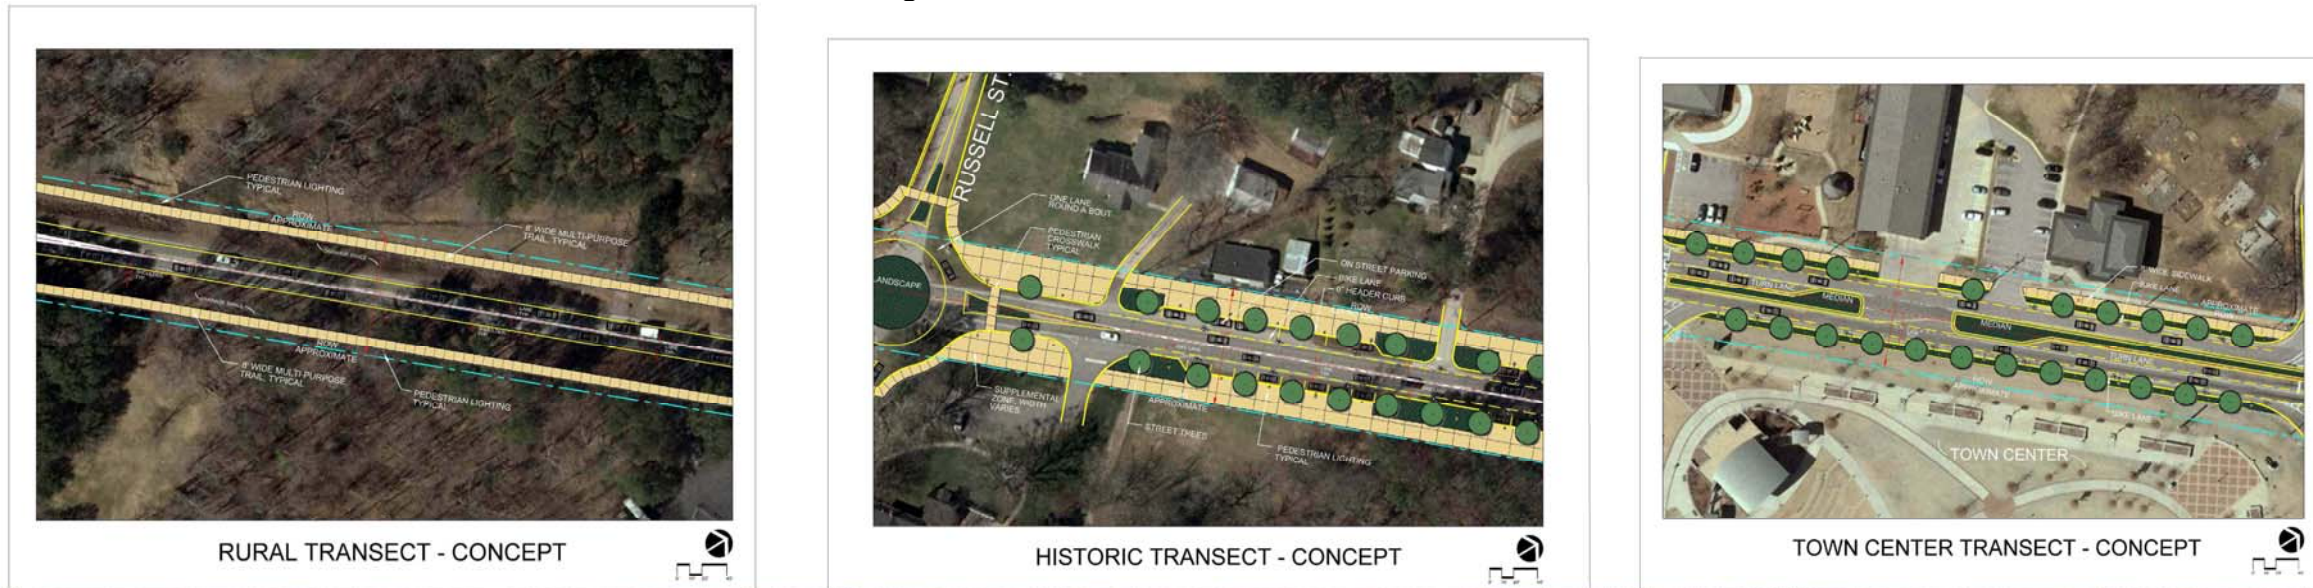 PEDESTRIAN LIGHTING
TYPICAL
ROW
APPROXIMATE
8' WIDE MULTI-PURPOSE
TRAIL, TYPICAL
ROW
APPROXIMATE
8' WIDE MULTI-PURPOSE
TRAIL, TYPICAL
PEDESTRIAN LIGHTING
TYPICAL
RURAL TRANSECT - CONCEPT
RUSSELL ST.
ONE LANE
ROUND A BOUT
PEDESTRIAN
CROSSWALK
TYPICAL
ON STREET PARKING
BIKE LANE
6" HEADER CURB
ROW
LANDSCAPE
SUPPLEMENTAL
ZONE, WIDTH
VARIES
APPROXIMATE
STREET TREES
PEDESTRIAN LIGHTING
TYPICAL
HISTORIC TRANSECT - CONCEPT
WIDE SIDEWALK
BIKE LANE
APPROXIMATE
ROW
TURN LANE
MEDIAN
MEDIAN
TURN LANE
ROW
APPROXIMATE
BIKE LANE
TOWN CENTER
TOWN CENTER TRANSECT - CONCEPT